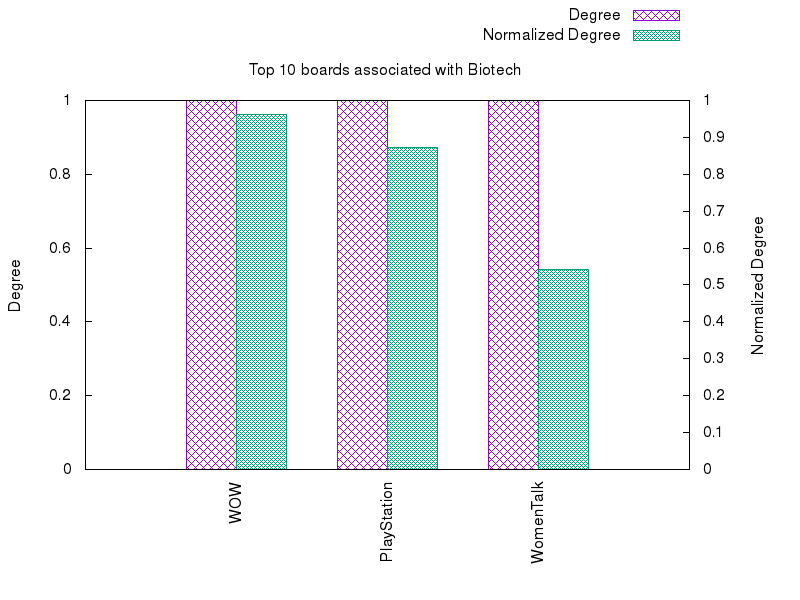 Degree
Normalized Degree
Top 10 boards associated with Biotech
1
0.8
0.6
0.4
0.2
0
Degree
1
0.9
0.8
0.7
0.6
0.5
0.4
0.3
0.2
0.1
0
Normalized Degree
WOW
PlayStation
WomenTalk